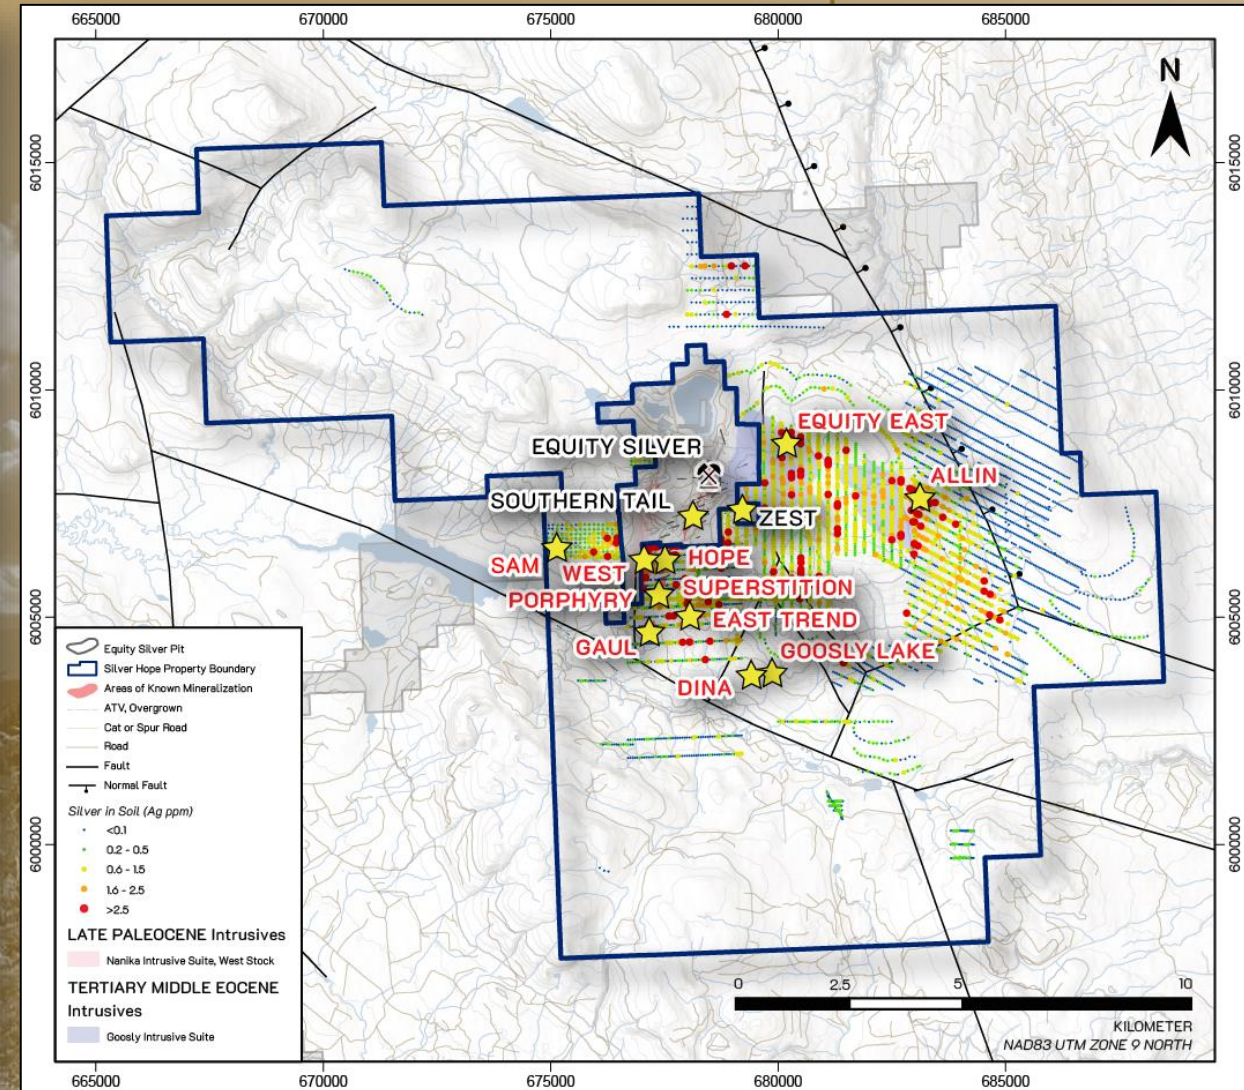 665000 670000 675000 680000 685000
N
6015000 6015000
6010000 6010000
EQUITY EAST
EQUITY SILVER
ALLIN
SOUTHERN TAIL
ZEST
SAM
WEST
HOPE
PORPHYRY
SUPERSTITION
6005000 6005000
EAST TREND
GAUL
GOOSLY LAKE
DINA
Equity Silver Pit
Silver Hope Property Boundary
Areas of Known Mineralization
ATV, Overgrown
Cat or Spur Road
Road
Fault
Normal Fault
Silver in Soil (Ag ppm)
<0.1
0.2 - 0.5
0.6 - 1.5
1.6 - 2.5
>2.5
LATE PALEOCENE Intrusives
Nanika Intrusive Suite, West Stock
TERTIARY MIDDLE EOCENE
Intrusives
Goosly Intrusive Suite
6000000 6000000
0 2.5 5 10
KILOMETER
NAD83 UTM ZONE 9 NORTH
665000 670000 675000 680000 685000